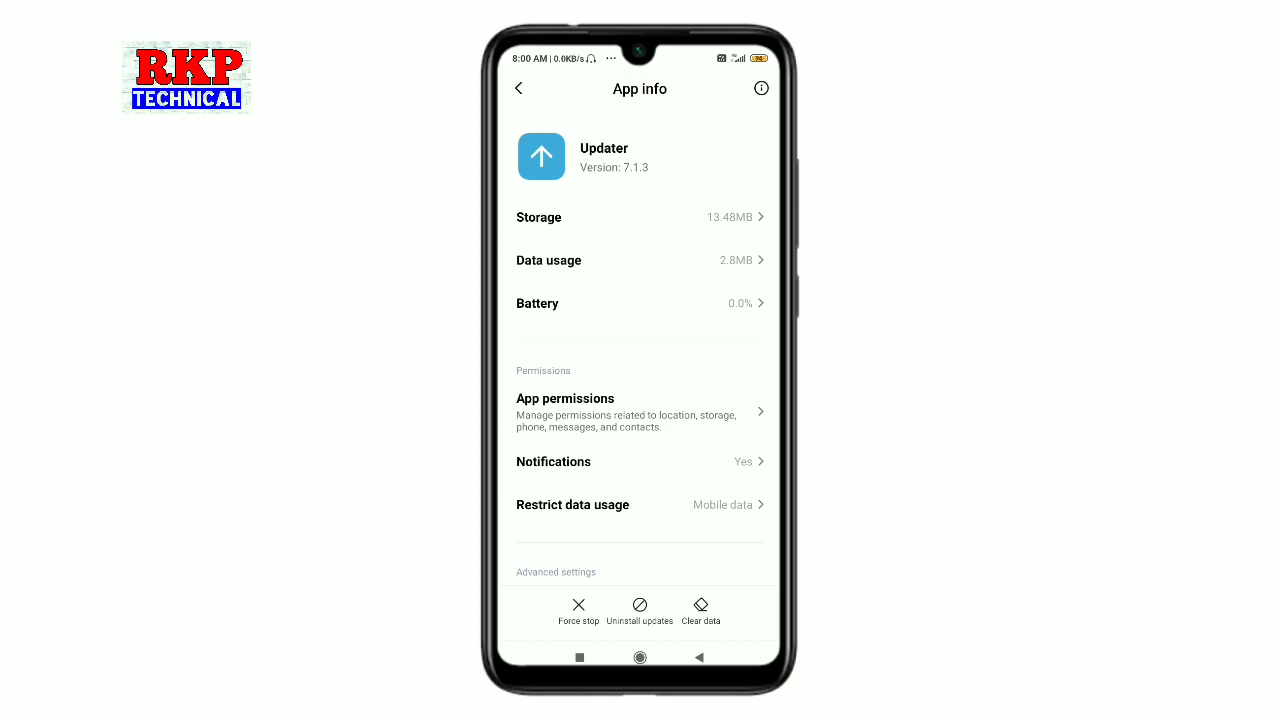 RKP
TECHNICAL
8:00 AM | 0.0KB/s
App info
Updater
Version: 7.1.3
Storage 13.48MB
Data usage 2.8MB
Battery 0.0%
Permissions
App permissions
Manage permissions related to location, storage,
phone, messages, and contacts.
Notifications Yes
Restrict data usage Mobile data
Advanced settings
Force stop Uninstall updates Clear data